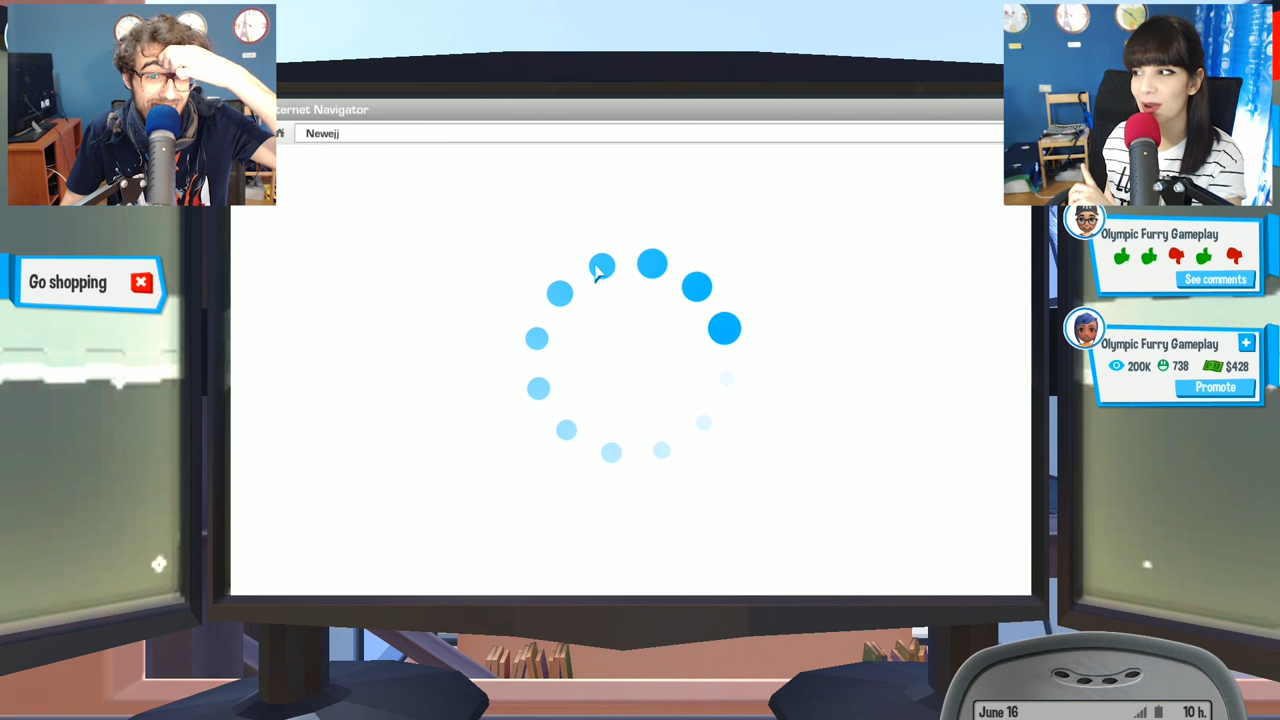 ternet Navigator
Newejj
Go shopping
Olympic Furry Gameplay
See comments
Olympic Furry Gameplay
200K 738 $428
Promote
June 16 10 h.